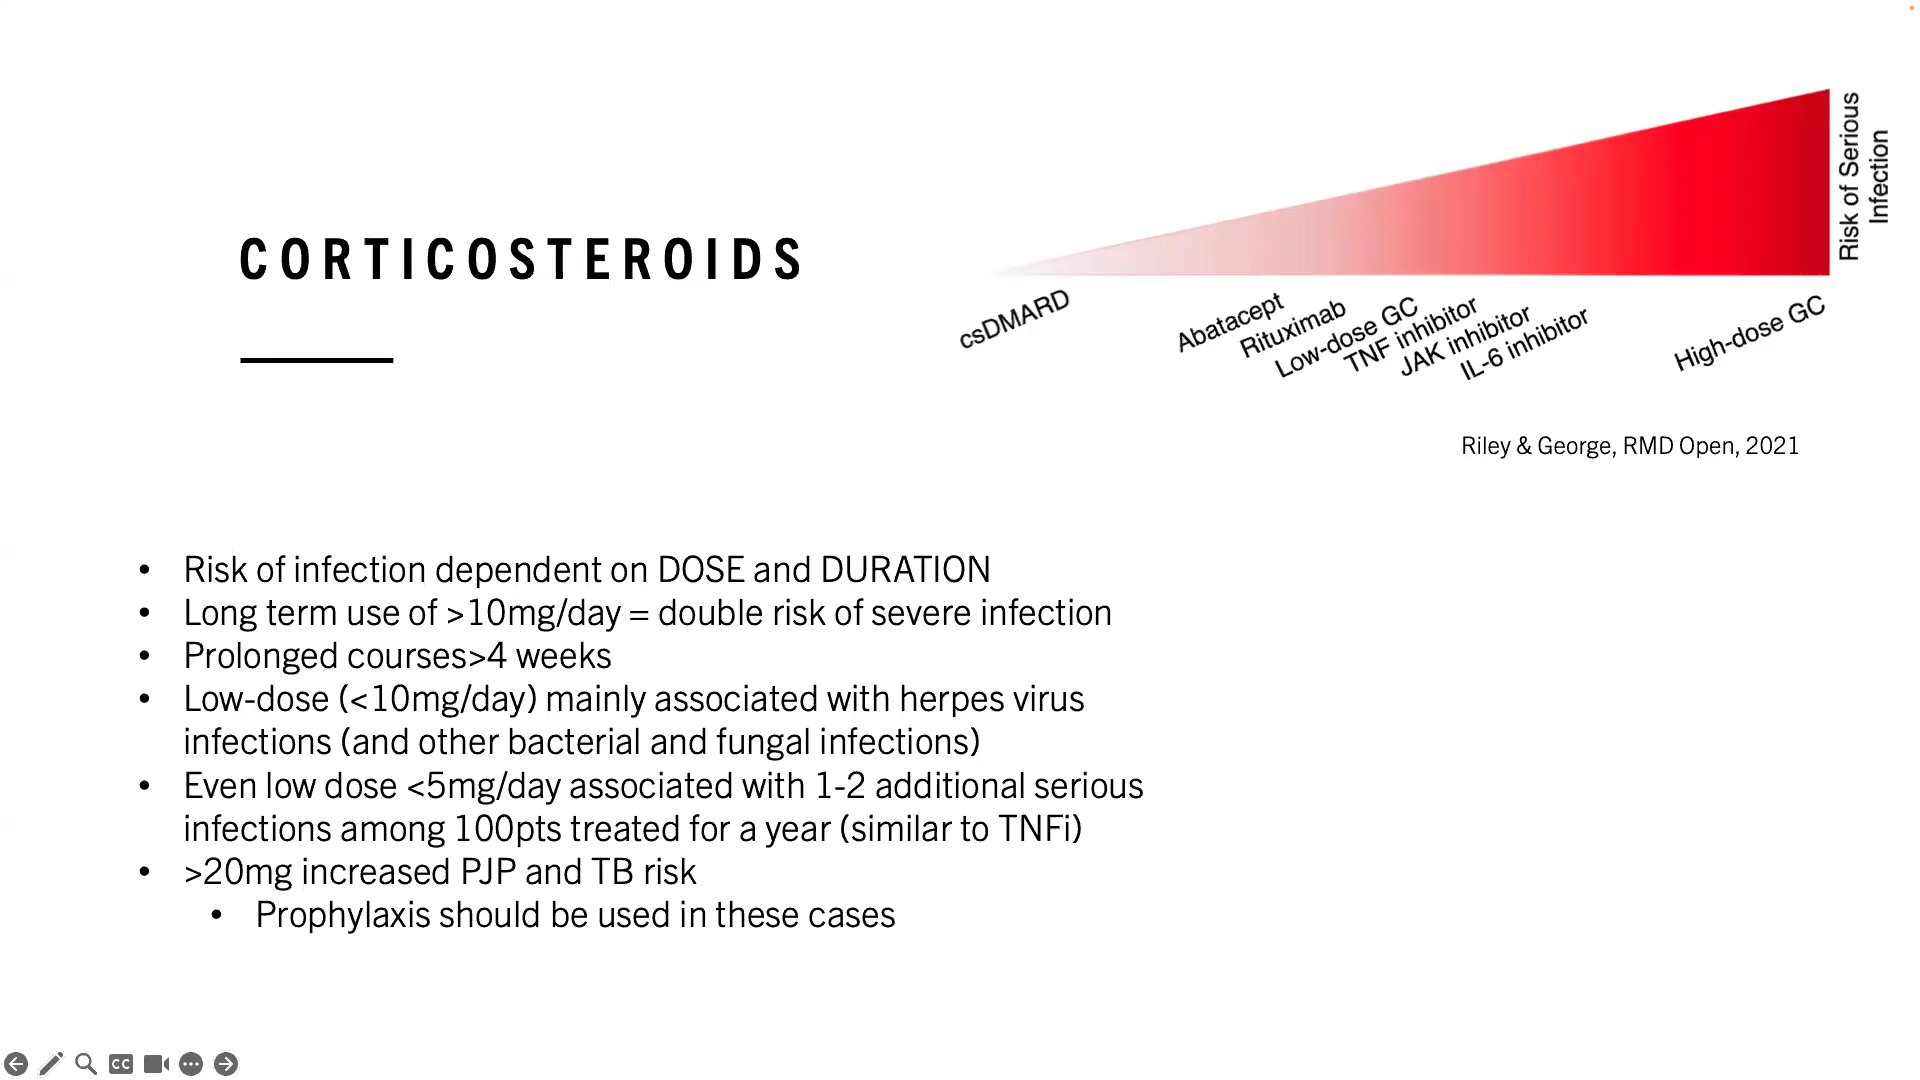 CORTICOSTEROIDS
Risk of Serious
Infection
csDMARD
Abatacept
Rituximab
Low-dose GC
TNF inhibitor
JAK inhibitor
IL-6 inhibitor
High-dose GC
Riley & George, RMD Open, 2021
• Risk of infection dependent on DOSE and DURATION
• Long term use of >10mg/day = double risk of severe infection
• Prolonged courses>4 weeks
• Low-dose (<10mg/day) mainly associated with herpes virus
infections (and other bacterial and fungal infections)
• Even low dose <5mg/day associated with 1-2 additional serious
infections among 100pts treated for a year (similar to TNFi)
• >20mg increased PJP and TB risk
• Prophylaxis should be used in these cases
CC